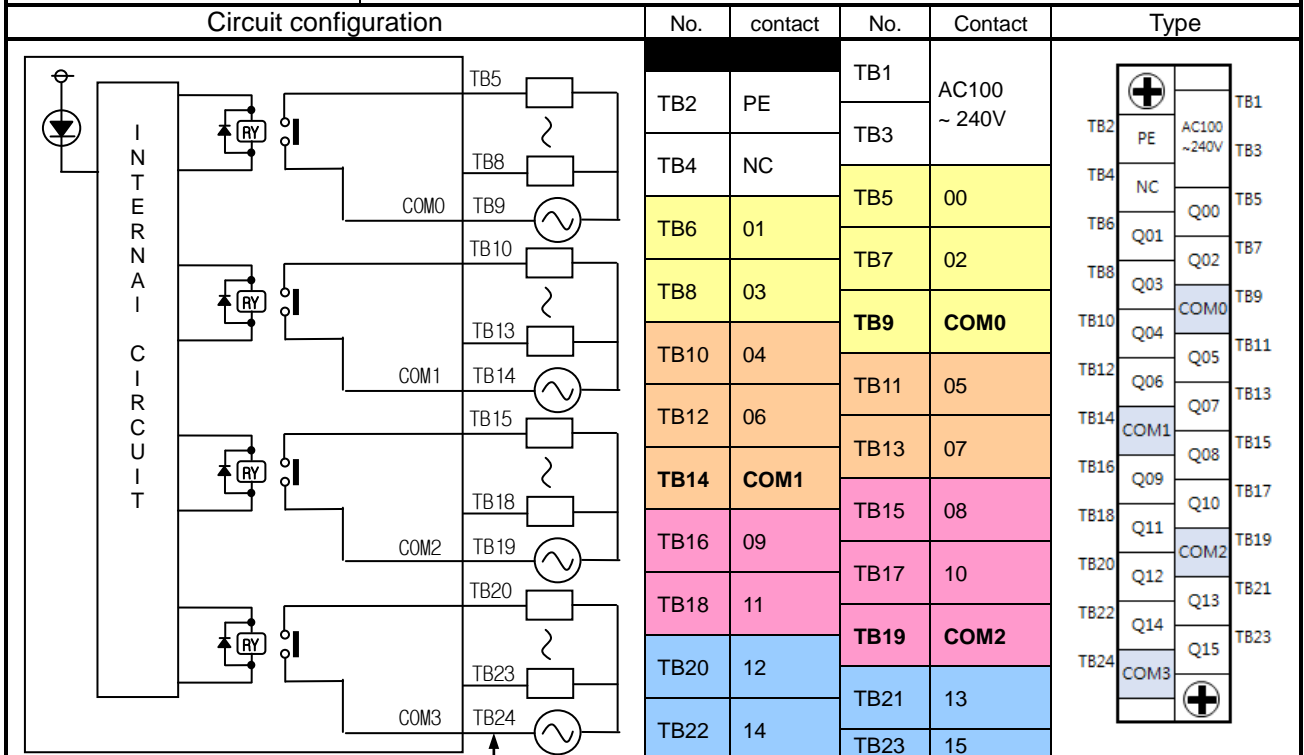 Circuit configuration
No.
contact
No.
Contact
Type
INTERNAl CIRCUIT
RY
RY
RY
RY
TB5
TB8
COM0
TB9
TB10
TB13
COM1
TB14
TB15
TB18
COM2
TB19
TB20
TB23
COM3
TB24
TB2 PE
TB4 NC
TB6 01
TB8 03
TB10 04
TB12 06
TB14 COM1
TB16 09
TB18 11
TB20 12
TB22 14
TB1
AC100
~ 240V
TB3
TB5 00
TB7 02
TB9 COM0
TB11 05
TB13 07
TB15 08
TB17 10
TB19 COM2
TB21 13
TB23 15
TB2 PE
TB4 NC
TB6 Q01
TB8 Q03
TB10 Q04
TB12 Q06
TB14 COM1
TB16 Q09
TB18 Q11
TB20 Q12
TB22 Q14
TB24 COM3
AC100
~240V
TB1
TB3
Q00 TB5
Q02 TB7
COM0 TB9
Q05 TB11
Q07 TB13
Q08 TB15
Q10 TB17
COM2 TB19
Q13 TB21
Q15 TB23